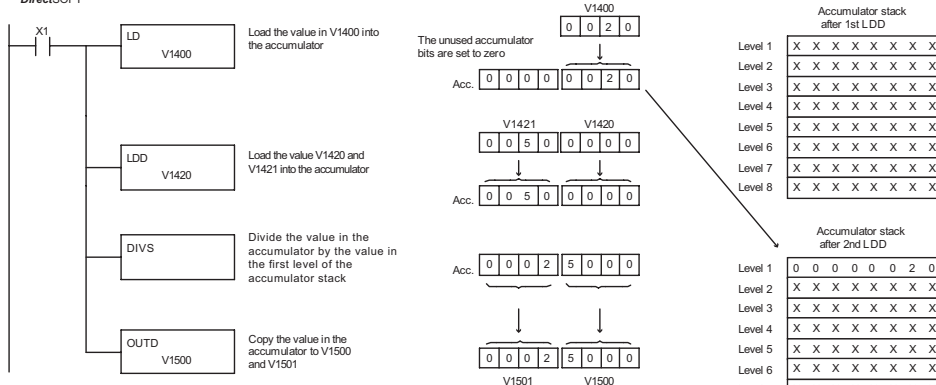 DirectSOFT
X1
LD
V1400
Load the value in V1400 into
the accumulator
LDD
V1420
Load the value V1420 and
V1421 into the accumulator
DIVS
Divide the value in the
accumulator by the value in
the first level of the
accumulator stack
OUTD
V1500
Copy the value in the
accumulator to V1500
and V1501
V1400
0 0 2 0
The unused accumulator
bits are set to zero
Acc. 0 0 0 0 0 0 2 0
V1421 V1420
0 0 5 0 0 0 0 0
Acc. 0 0 5 0 0 0 0 0
Acc. 0 0 0 2 5 0 0 0
0 0 0 2 5 0 0 0
V1501 V1500
Accumulator stack
after 1st LDD
Level 1 X X X X X X X X
Level 2 X X X X X X X X
Level 3 X X X X X X X X
Level 4 X X X X X X X X
Level 5 X X X X X X X X
Level 6 X X X X X X X X
Level 7 X X X X X X X X
Level 8 X X X X X X X X
Accumulator stack
after 2nd LDD
Level 1 0 0 0 0 0 0 2 0
Level 2 X X X X X X X X
Level 3 X X X X X X X X
Level 4 X X X X X X X X
Level 5 X X X X X X X X
Level 6 X X X X X X X X